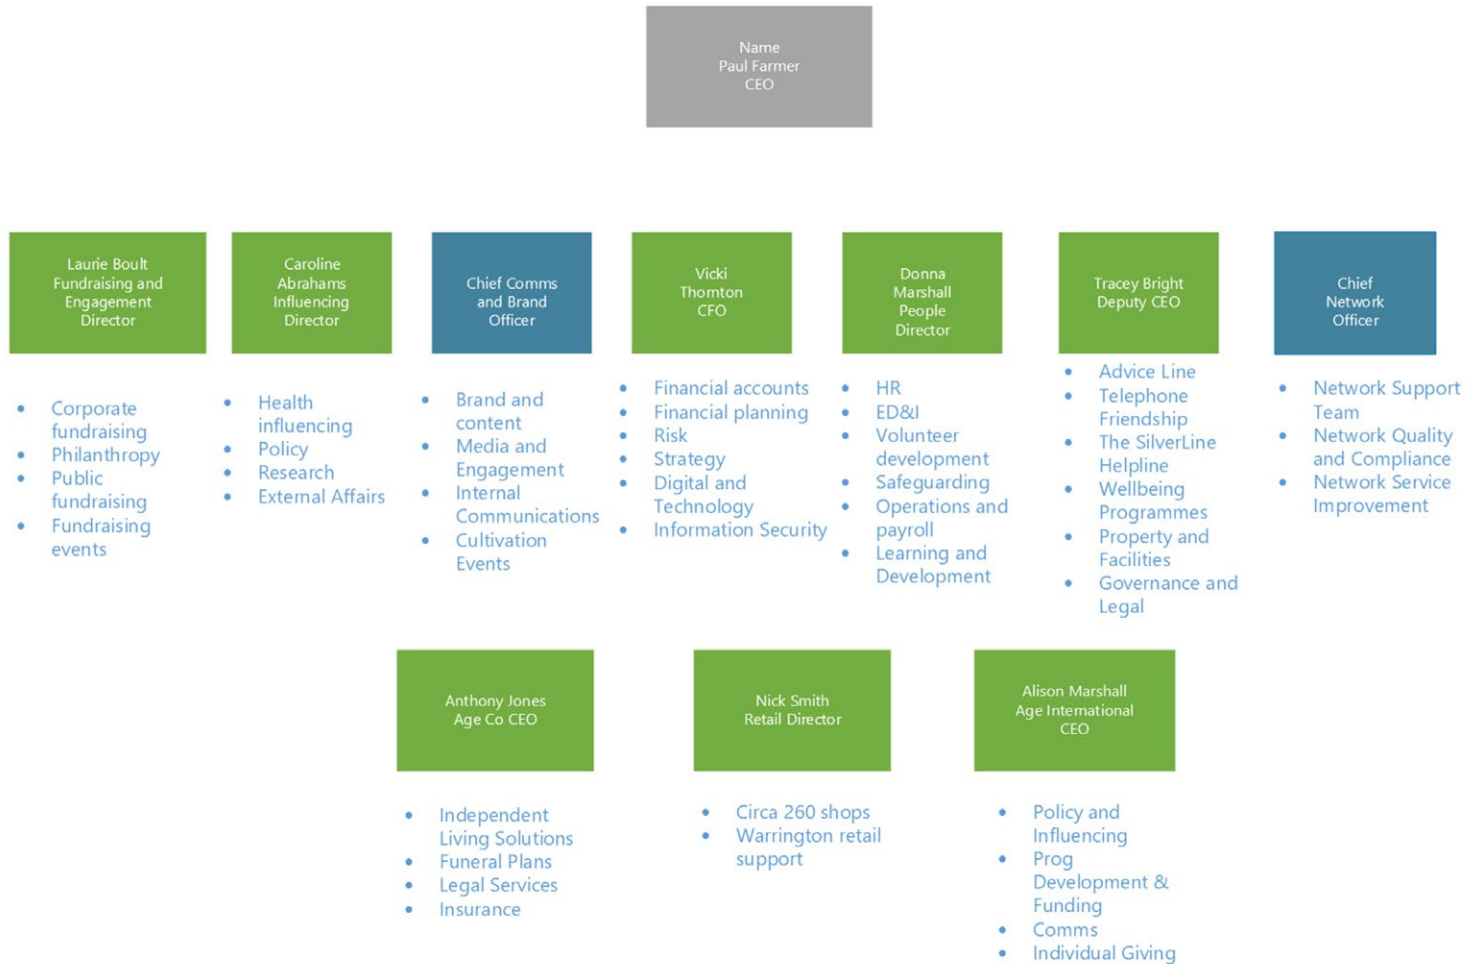 Name
Paul Farmer
CEO
Laurie Boult
Fundraising and
Engagement
Director
Caroline
Abrahams
Influencing
Director
Chief Comms
and Brand
Officer
Vicki
Thornton
CFO
Donna
Marshall
People
Director
Tracey Bright
Deputy CEO
Chief
Network
Officer
• Corporate
fundraising
• Philanthropy
• Public
fundraising
• Fundraising
events
• Health
influencing
• Policy
• Research
• External Affairs
• Brand and
content
• Media and
Engagement
• Internal
Communications
• Cultivation
Events
• Financial accounts
• Financial planning
• Risk
• Strategy
• Digital and
Technology
• Information Security
• HR
• ED&I
• Volunteer
development
• Safeguarding
• Operations and
payroll
• Learning and
Development
• Advice Line
• Telephone
Friendship
• The SilverLine
Helpline
• Wellbeing
Programmes
• Property and
Facilities
• Governance and
Legal
• Network Support
Team
• Network Quality
and Compliance
• Network Service
Improvement
Anthony Jones
Age Co CEO
Nick Smith
Retail Director
Alison Marshall
Age International
CEO
• Independent
Living Solutions
• Funeral Plans
• Legal Services
• Insurance
• Circa 260 shops
• Warrington retail
support
• Policy and
Influencing
• Prog
Development &
Funding
• Comms
• Individual Giving